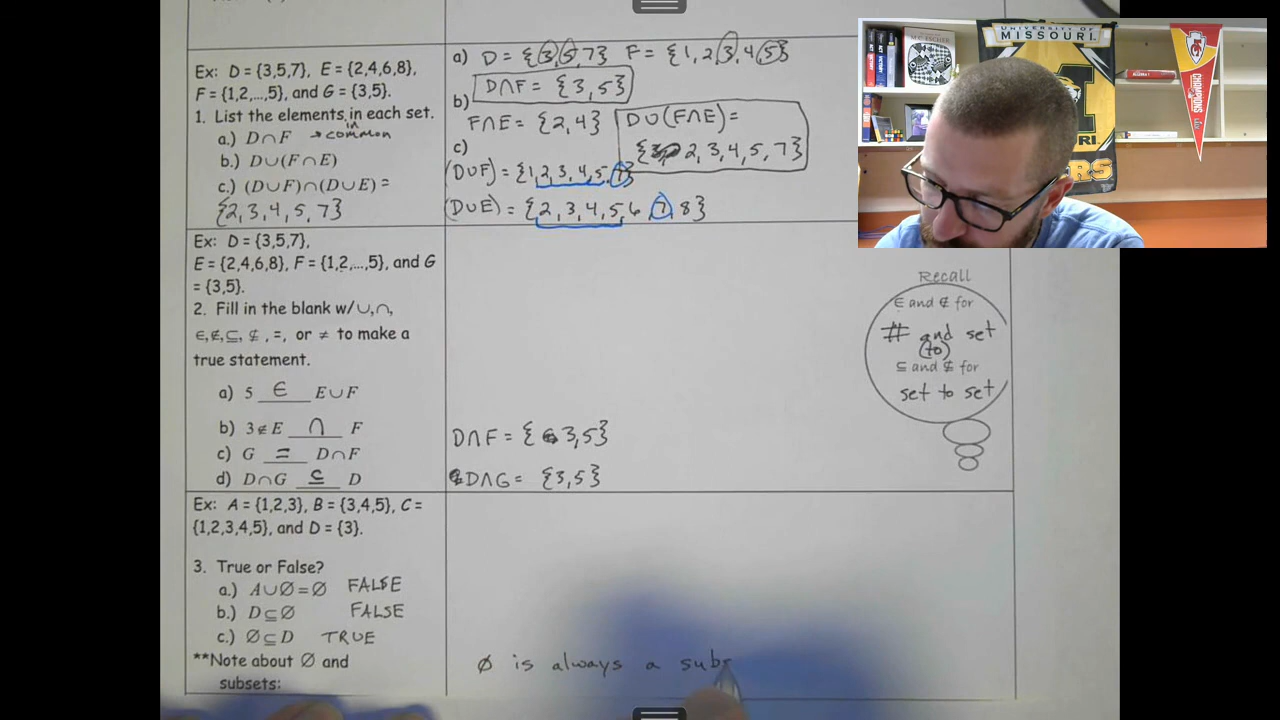 Ex: D = {3,5,7}, E = {2,4,6,8},
F = {1,2,...,5}, and G = {3,5}.
1. List the elements in each set.
in
a.) D∩F → common
b.) D∪(F∩E)
c.) (D∪F)∩(D∪E) =
{2,3,4,5,7}
a) D = {3,5,7} F = {1,2,3,4,5}
D∩F = {3,5}
b)
F∩E = {2,4}
D∪(F∩E) =
{2,3,4,5,7}
c)
(D∪F) = {1,2,3,4,5,7}
(D∪E) = {2,3,4,5,6,7,8}
Ex: D = {3,5,7},
E = {2,4,6,8}, F = {1,2,...,5}, and G
= {3,5}.
2. Fill in the blank w/∪,∩,
∈,∉,⊆,⊈,=, or ≠ to make a
true statement.
a) 5 ∈ E∪F
b) 3∉E ∩ F
c) G = D∩F
d) D∩G ⊆ D
D∩F = {3,5}
D∩G = {3,5}
Recall
∈ and ∉ for
# and set
(to)
⊆ and ⊈ for
set to set
Ex: A = {1,2,3}, B = {3,4,5}, C =
{1,2,3,4,5}, and D = {3}.
3. True or False?
a.) A∪∅=∅ FALSE
b.) D⊆∅ FALSE
c.) ∅⊆D TRUE
**Note about ∅ and
subsets:
∅ is always a subs
UNIVERSITY OF
MISSOURI.
M.C. ESCHER
CHAMPIONS